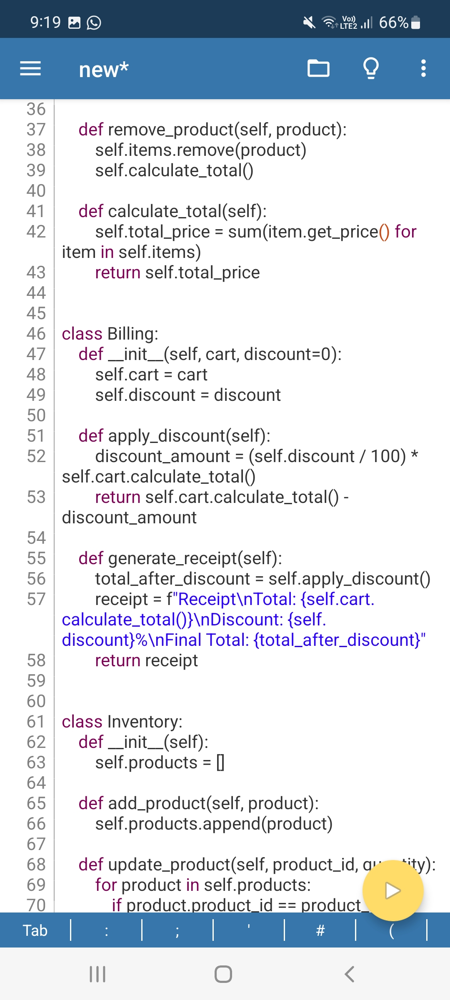 9:19 Vo)) LTE2 66%
new*
36
37 def remove_product(self, product):
38 self.items.remove(product)
39 self.calculate_total()
40
41 def calculate_total(self):
42 self.total_price = sum(item.get_price() for
item in self.items)
43 return self.total_price
44
45
46 class Billing:
47 def __init__(self, cart, discount=0):
48 self.cart = cart
49 self.discount = discount
50
51 def apply_discount(self):
52 discount_amount = (self.discount / 100) *
self.cart.calculate_total()
53 return self.cart.calculate_total() -
discount_amount
54
55 def generate_receipt(self):
56 total_after_discount = self.apply_discount()
57 receipt = f"Receipt\nTotal: {self.cart.
calculate_total()}\nDiscount: {self.
discount}%\nFinal Total: {total_after_discount}"
58 return receipt
59
60
61 class Inventory:
62 def __init__(self):
63 self.products = []
64
65 def add_product(self, product):
66 self.products.append(product)
67
68 def update_product(self, product_id, quantity):
69 for product in self.products:
70 if product.product_id == product_
Tab : ; ' # (